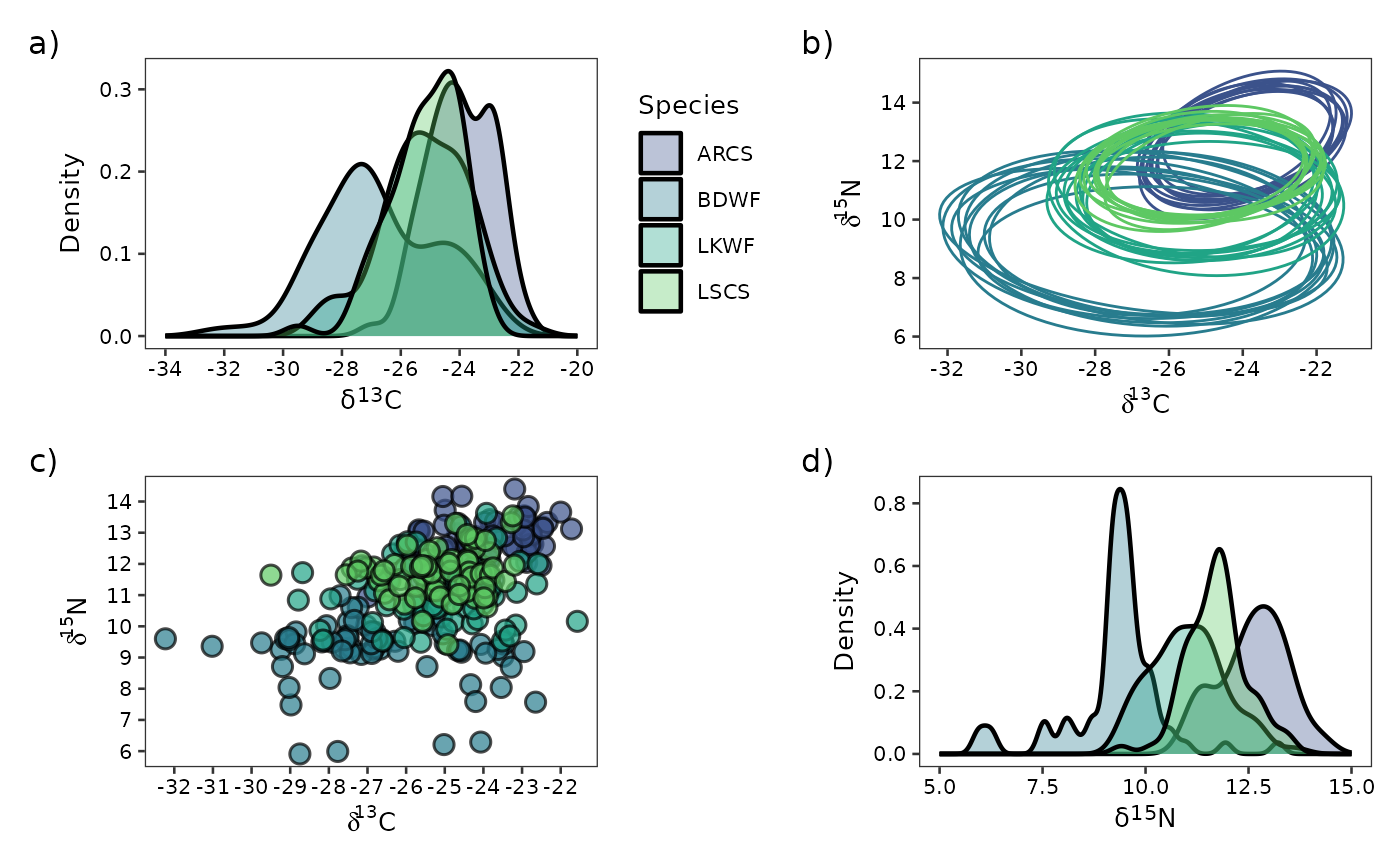 a)
0.3
0.2
0.1
0.0
Density
-34 -32 -30 -28 -26 -24 -22 -20
δ13C
Species
ARCS
BDWF
LKWF
LSCS
b)
14
12
10
8
6
δ15N
-32 -30 -28 -26 -24 -22
δ13C
c)
14
13
12
11
10
9
8
7
6
δ15N
-32 -31 -30 -29 -28 -27 -26 -25 -24 -23 -22
δ13C
d)
0.8
0.6
0.4
0.2
0.0
Density
5.0 7.5 10.0 12.5 15.0
δ15N